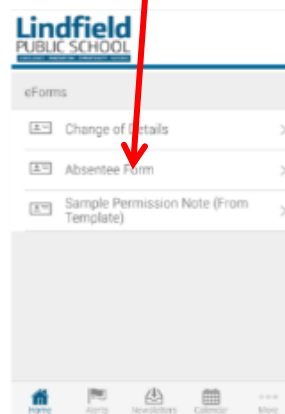 Lindfield
PUBLIC SCHOOL
eForms
Change of Details
Absentee Form
Sample Permission Note (From
Template)
Home
Alerts
Newsletters
Calendar
More